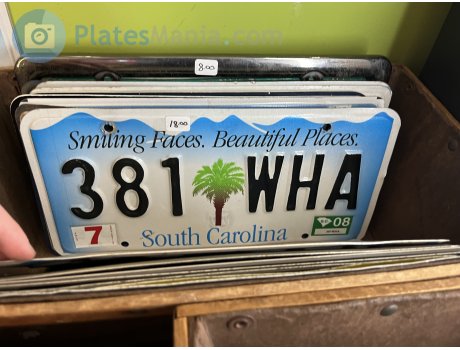 PlatesMania.com
8.00
18.00
Smiling Faces. Beautiful Places.
381 WHA
7
08
South Carolina